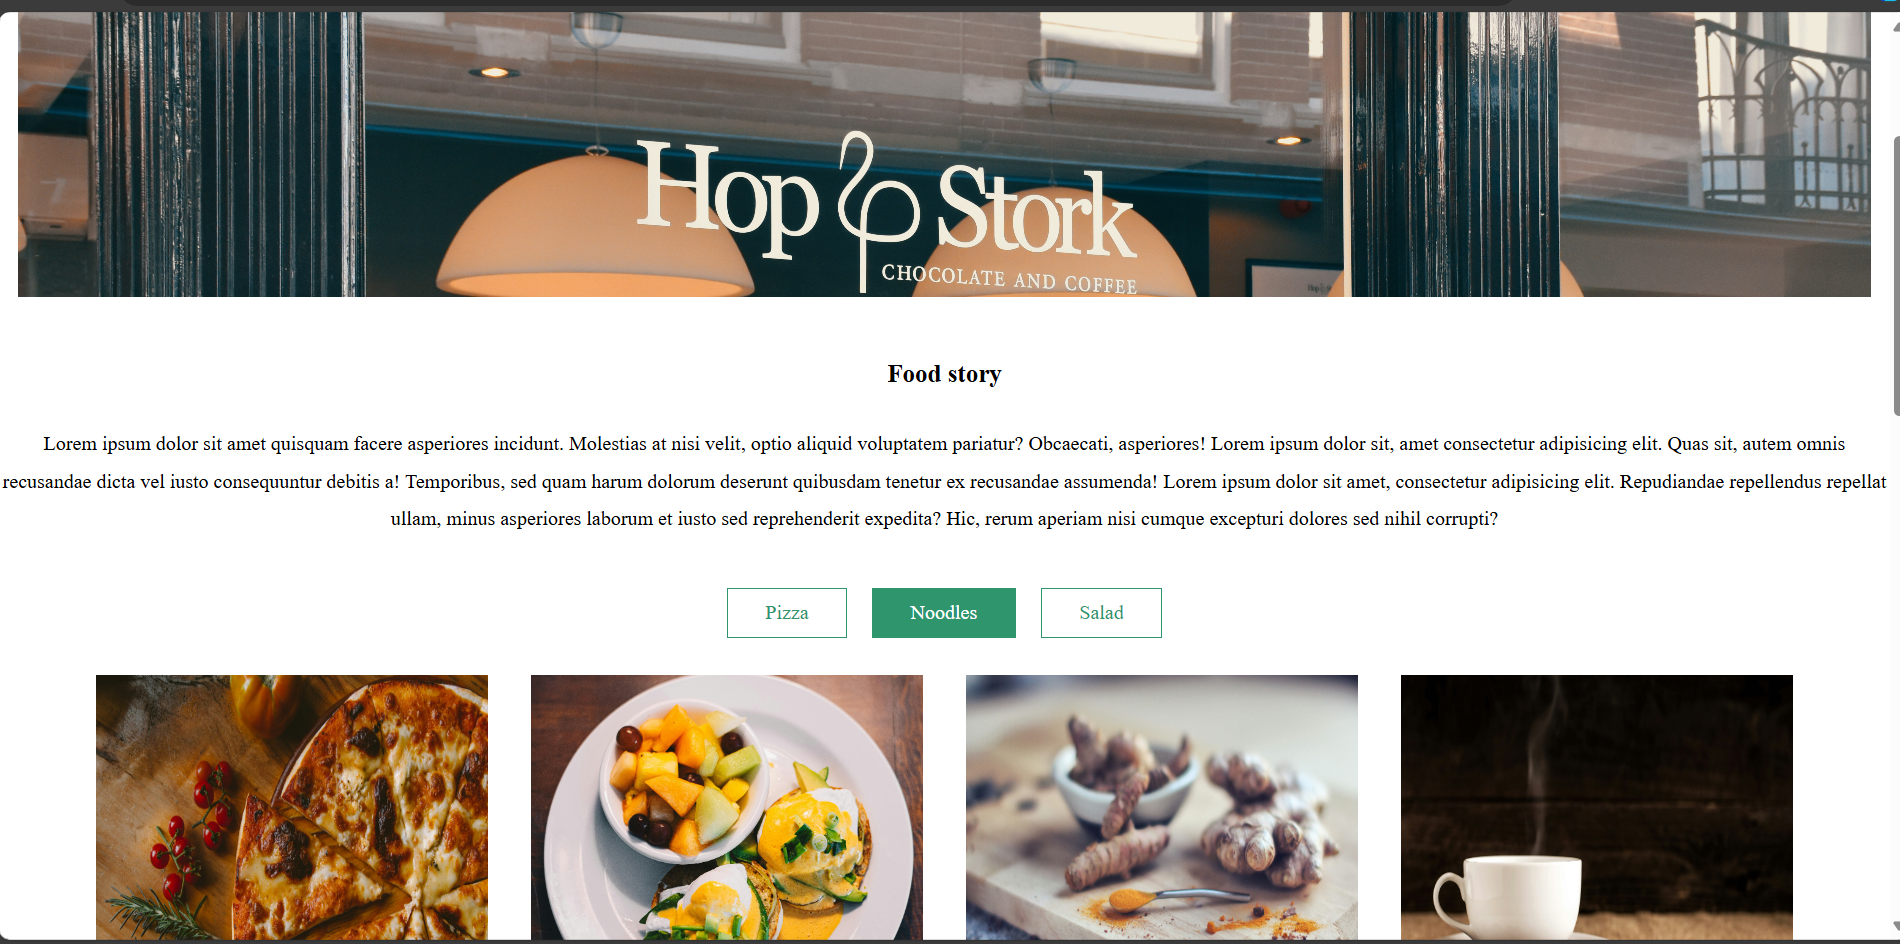 Hop Stork
CHOCOLATE AND COFFEE
Food story
Lorem ipsum dolor sit amet quisquam facere asperiores incidunt. Molestias at nisi velit, optio aliquid voluptatem pariatur? Obcaecati, asperiores! Lorem ipsum dolor sit, amet consectetur adipisicing elit. Quas sit, autem omnis
recusandae dicta vel iusto consequuntur debitis a! Temporibus, sed quam harum dolorum deserunt quibusdam tenetur ex recusandae assumenda! Lorem ipsum dolor sit amet, consectetur adipisicing elit. Repudiandae repellendus repellat
ullam, minus asperiores laborum et iusto sed reprehenderit expedita? Hic, rerum aperiam nisi cumque excepturi dolores sed nihil corrupti?
Pizza Noodles Salad